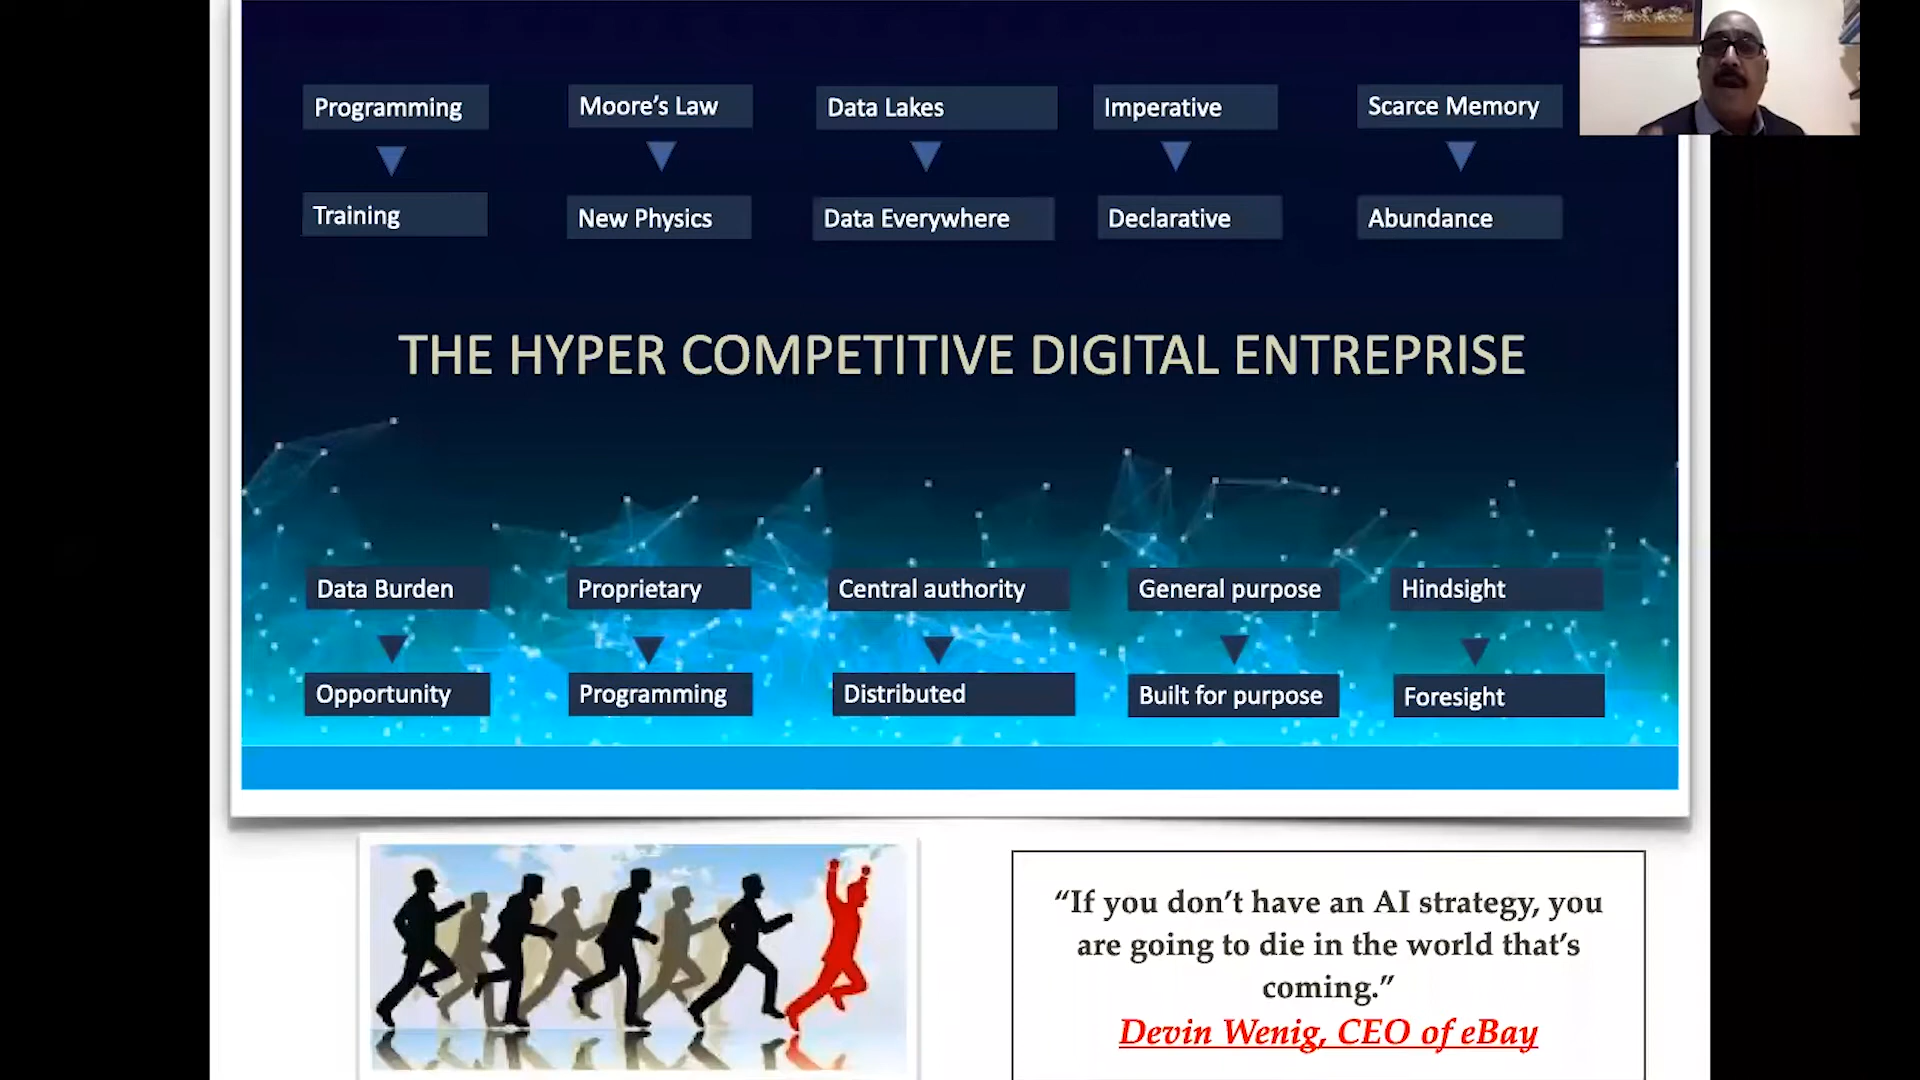 Programming
Moore’s Law
Data Lakes
Imperative
Scarce Memory
Training
New Physics
Data Everywhere
Declarative
Abundance
THE HYPER COMPETITIVE DIGITAL ENTREPRISE
Data Burden
Proprietary
Central authority
General purpose
Hindsight
Opportunity
Programming
Distributed
Built for purpose
Foresight
“If you don’t have an AI strategy, you
are going to die in the world that’s
coming.”
Devin Wenig, CEO of eBay